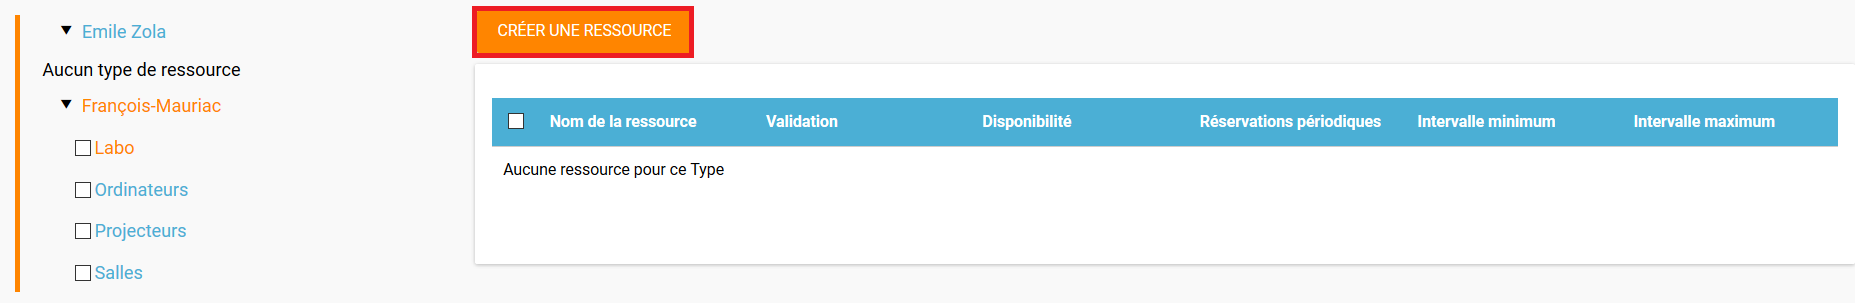 Emile Zola
Aucun type de ressource
François-Mauriac
Labo
Ordinateurs
Projecteurs
Salles
CRÉER UNE RESSOURCE
Nom de la ressource Validation Disponibilité Réservations périodiques Intervalle minimum Intervalle maximum
Aucune ressource pour ce Type